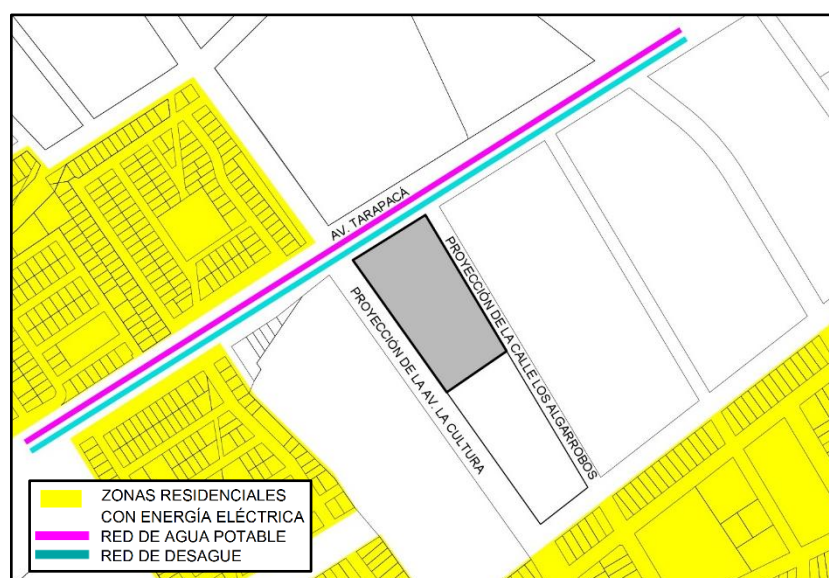 AV. TARAPACÁ
PROYECCIÓN DE LA CALLE LOS ALGARROBOS
PROYECCIÓN DE LA AV. LA CULTURA
ZONAS RESIDENCIALES
CON ENERGÍA ELÉCTRICA
RED DE AGUA POTABLE
RED DE DESAGUE